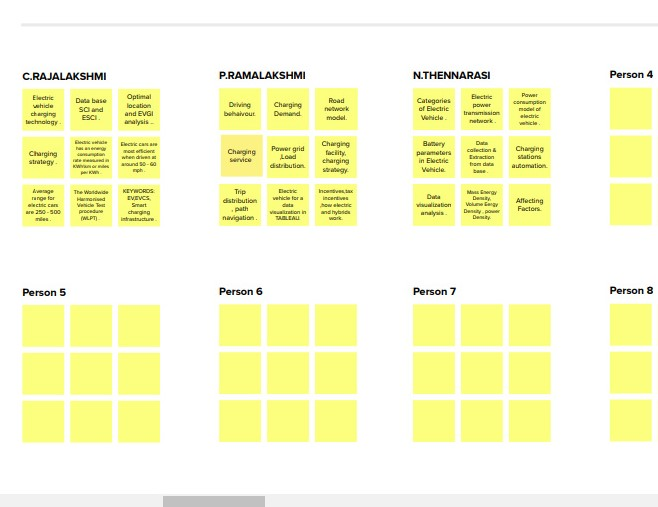 C.RAJALAKSHMI
Electric
vehicle
charging
technology .
Data base
SCI and
ESCI .
Optimal
location
and EVGI
analysis ..
Charging
strategy .
Electric vehicle
has an energy
consumption
rate measured in
KWH/km or miles
per KWH .
Electric cars are
most efficient
when driven at
around 50 - 60
mph .
Average
range for
electric cars
are 250 - 500
miles.
The Worldwide
Harmonised
Vehicle Test
procedure
(WLPT) .
KEYWORDS:
EV,EVCS,
Smart
charging
infrastructure .
P.RAMALAKSHMI
Driving
behaivour.
Charging
Demand.
Road
network
model.
Charging
service
Power grid
,Load
distribution.
Charging
facility,
charging
strategy.
Trip
distribution
, path
navigation .
Electric
vehicle for a
data
visualization in
TABLEAU.
Incentives,tax
incentives
,how electric
and hybrids
work.
N.THENNARASI
Categories
of Electric
Vehicle .
Electric
power
transmission
network .
Power
consumption
model of
electric
vehicle .
Battery
parameters
in Electric
Vehicle.
Data
collection &
Extraction
from data
base .
Charging
stations
automation.
Data
visualization
analysis .
Mass Energy
Density,
Volume Eergy
Density , power
Density.
Affecting
Factors.
Person 4
Person 5
Person 6
Person 7
Person 8